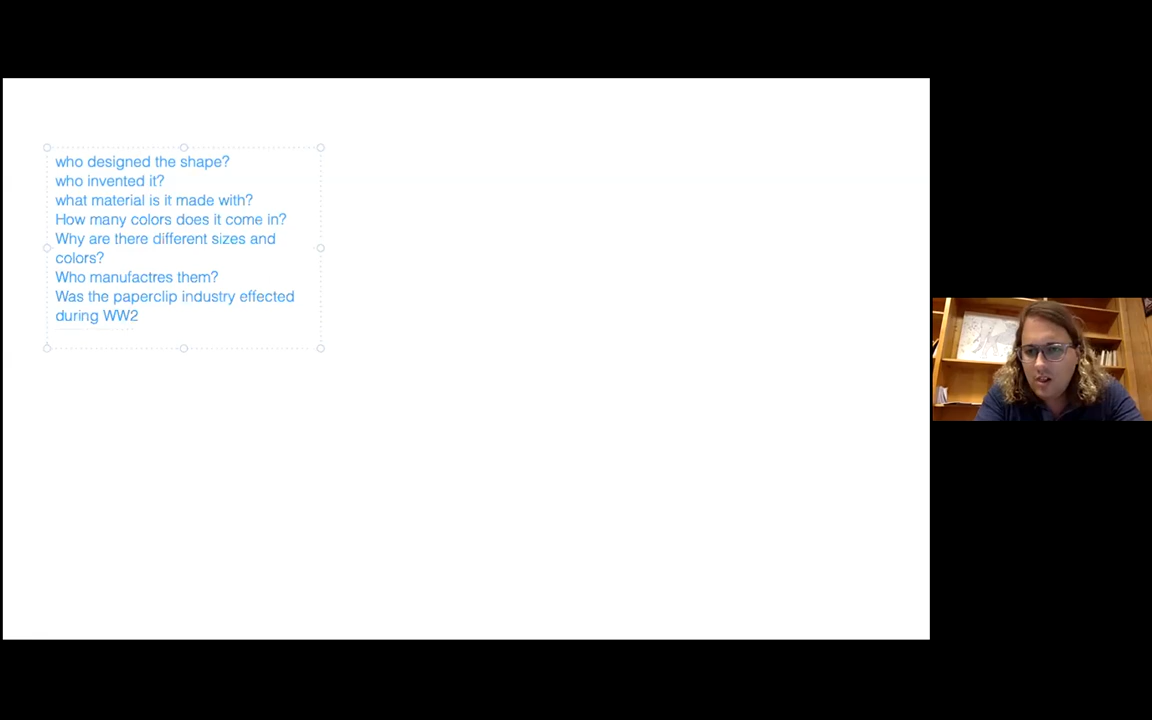 who designed the shape?
who invented it?
what material is it made with?
How many colors does it come in?
Why are there different sizes and
colors?
Who manufactres them?
Was the paperclip industry effected
during WW2